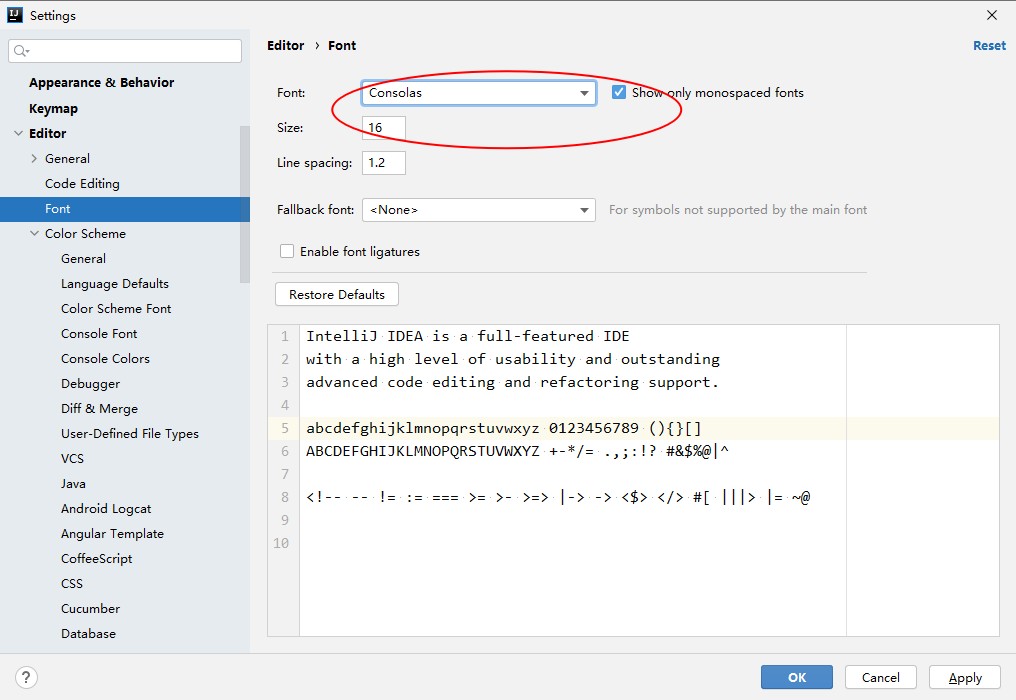 Settings
Editor › Font
Reset
Appearance & Behavior
Keymap
Editor
General
Code Editing
Font
Color Scheme
General
Language Defaults
Color Scheme Font
Console Font
Console Colors
Debugger
Diff & Merge
User-Defined File Types
VCS
Java
Android Logcat
Angular Template
CoffeeScript
CSS
Cucumber
Database
Font: Consolas Show only monospaced fonts
Size: 16
Line spacing: 1.2
Fallback font: <None> For symbols not supported by the main font
Enable font ligatures
Restore Defaults
1 IntelliJ IDEA is a full-featured IDE
2 with a high level of usability and outstanding
3 advanced code editing and refactoring support.
4
5 abcdefghijklmnopqrstuvwxyz 0123456789 (){}[]
6 ABCDEFGHIJKLMNOPQRSTUVWXYZ +-*/= .,;:!? #&$%@|^
7
8 <!-- -- != := === >= >- >=> |-> -> <$> </> #[ |||> |= ~@
9
10
?
OK
Cancel
Apply